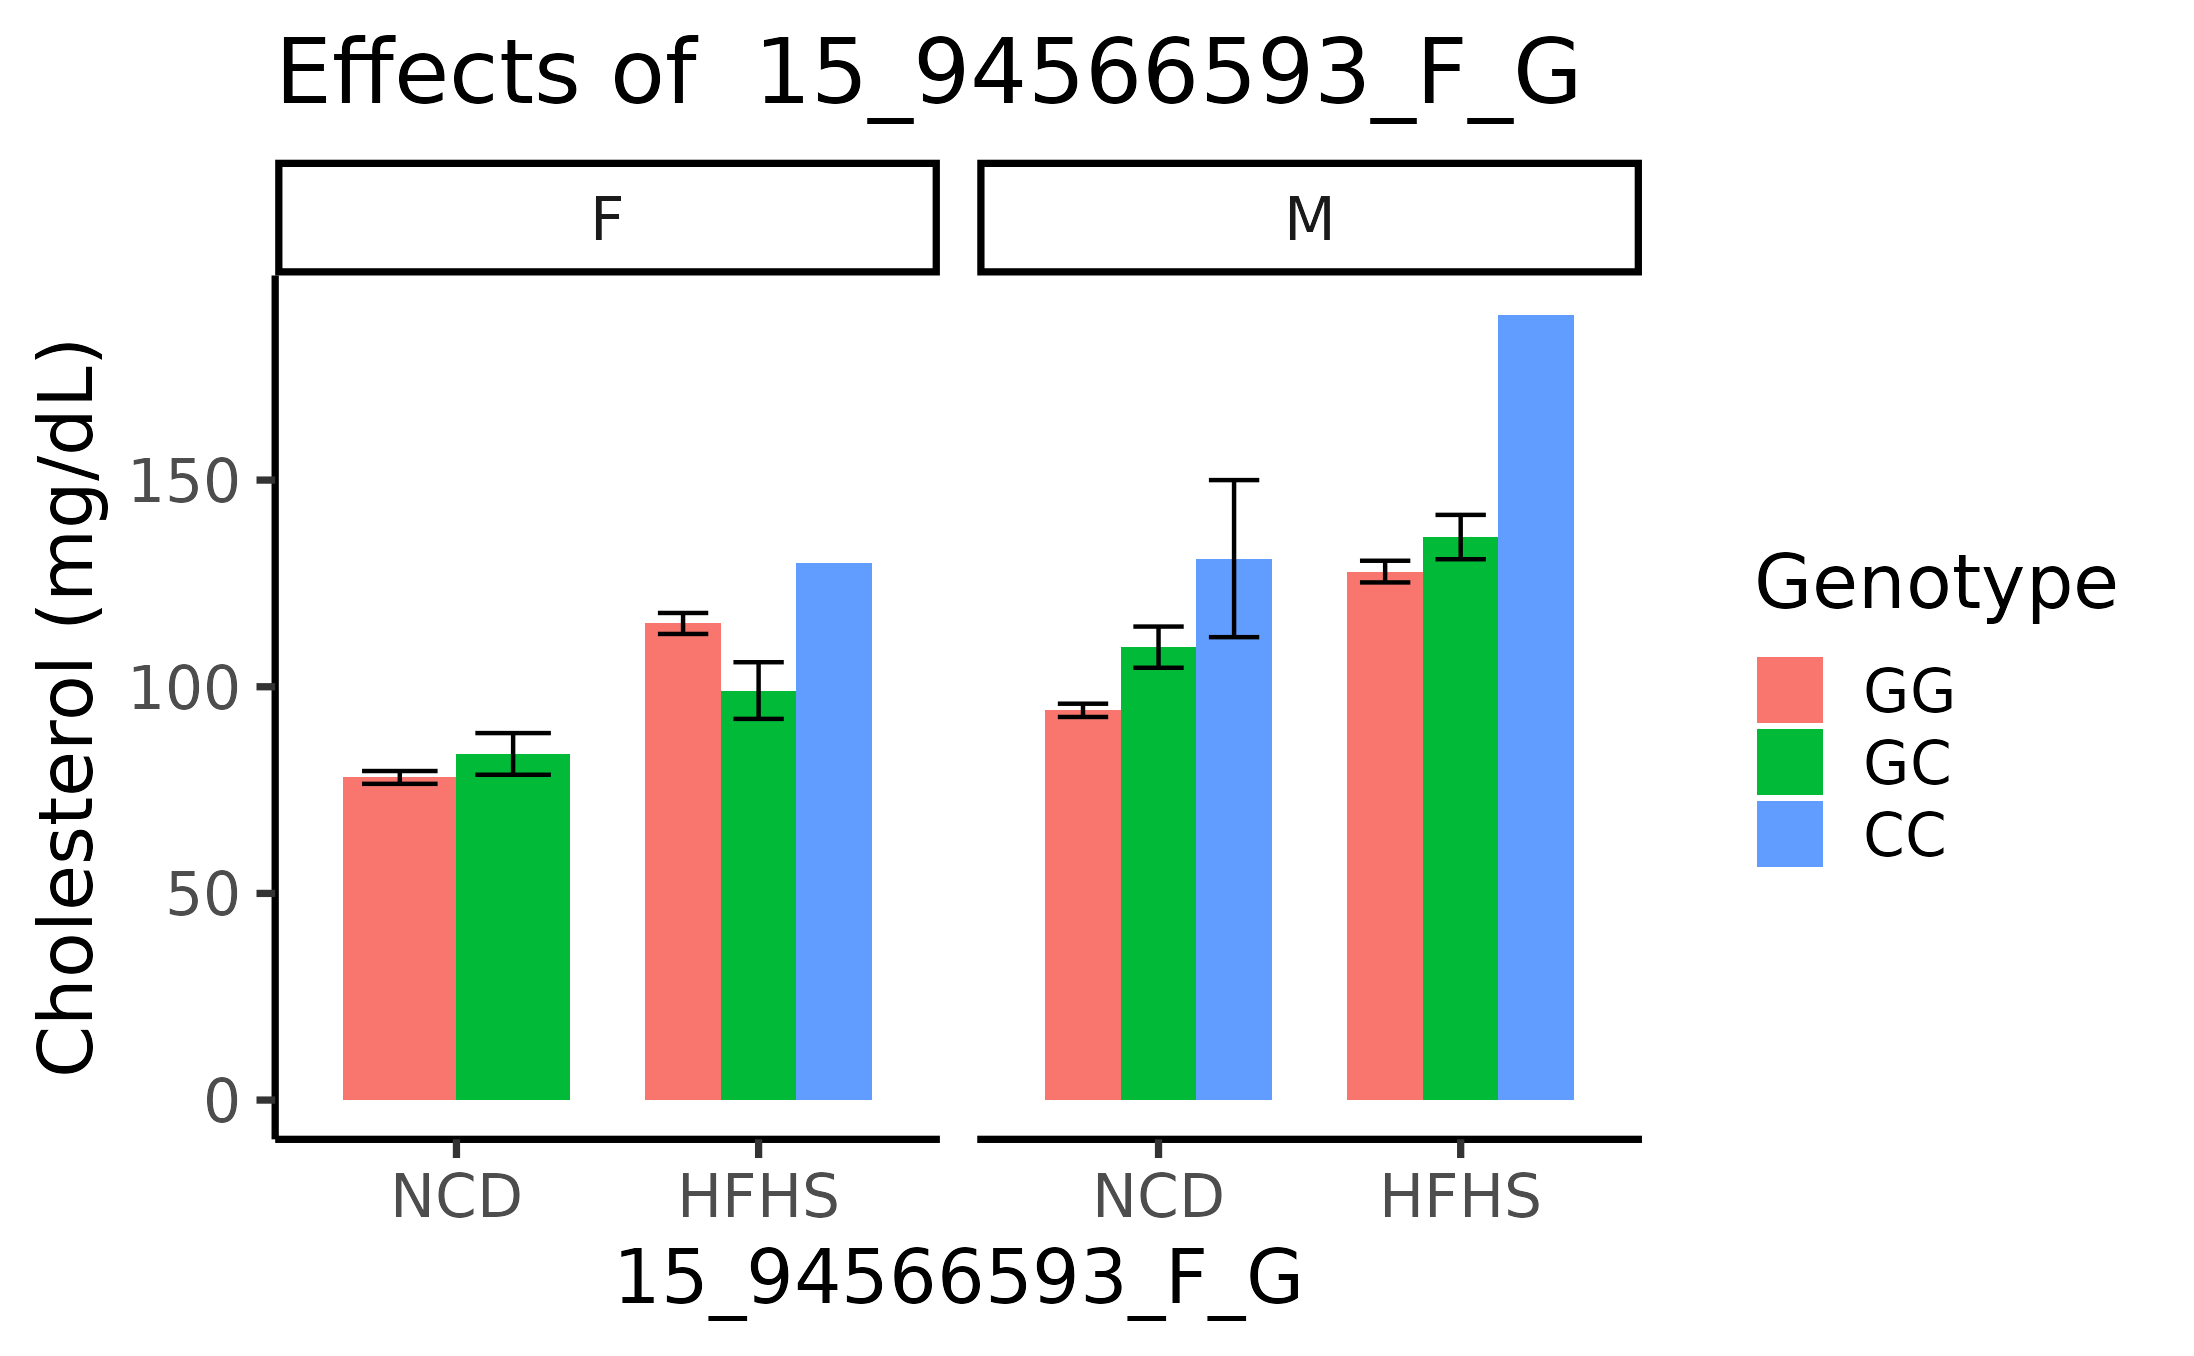 Effects of  15_94566593_F_G
F
M
Cholesterol (mg/dL)
150
100
50
0
NCD
HFHS
NCD
HFHS
15_94566593_F_G
Genotype
GG
GC
CC